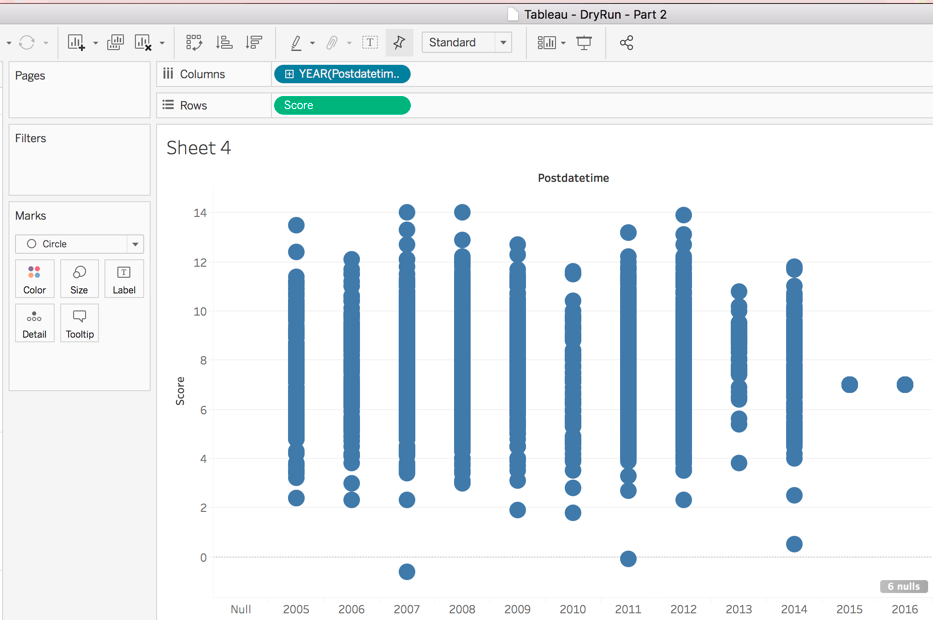 Tableau - DryRun - Part 2
T Standard
Pages
Columns YEAR(Postdatetim..
Rows Score
Filters
Sheet 4
Marks
Circle
Color Size T Label
Detail Tooltip
Postdatetime
Score
14
12
10
8
6
4
2
0
6 nulls
Null 2005 2006 2007 2008 2009 2010 2011 2012 2013 2014 2015 2016